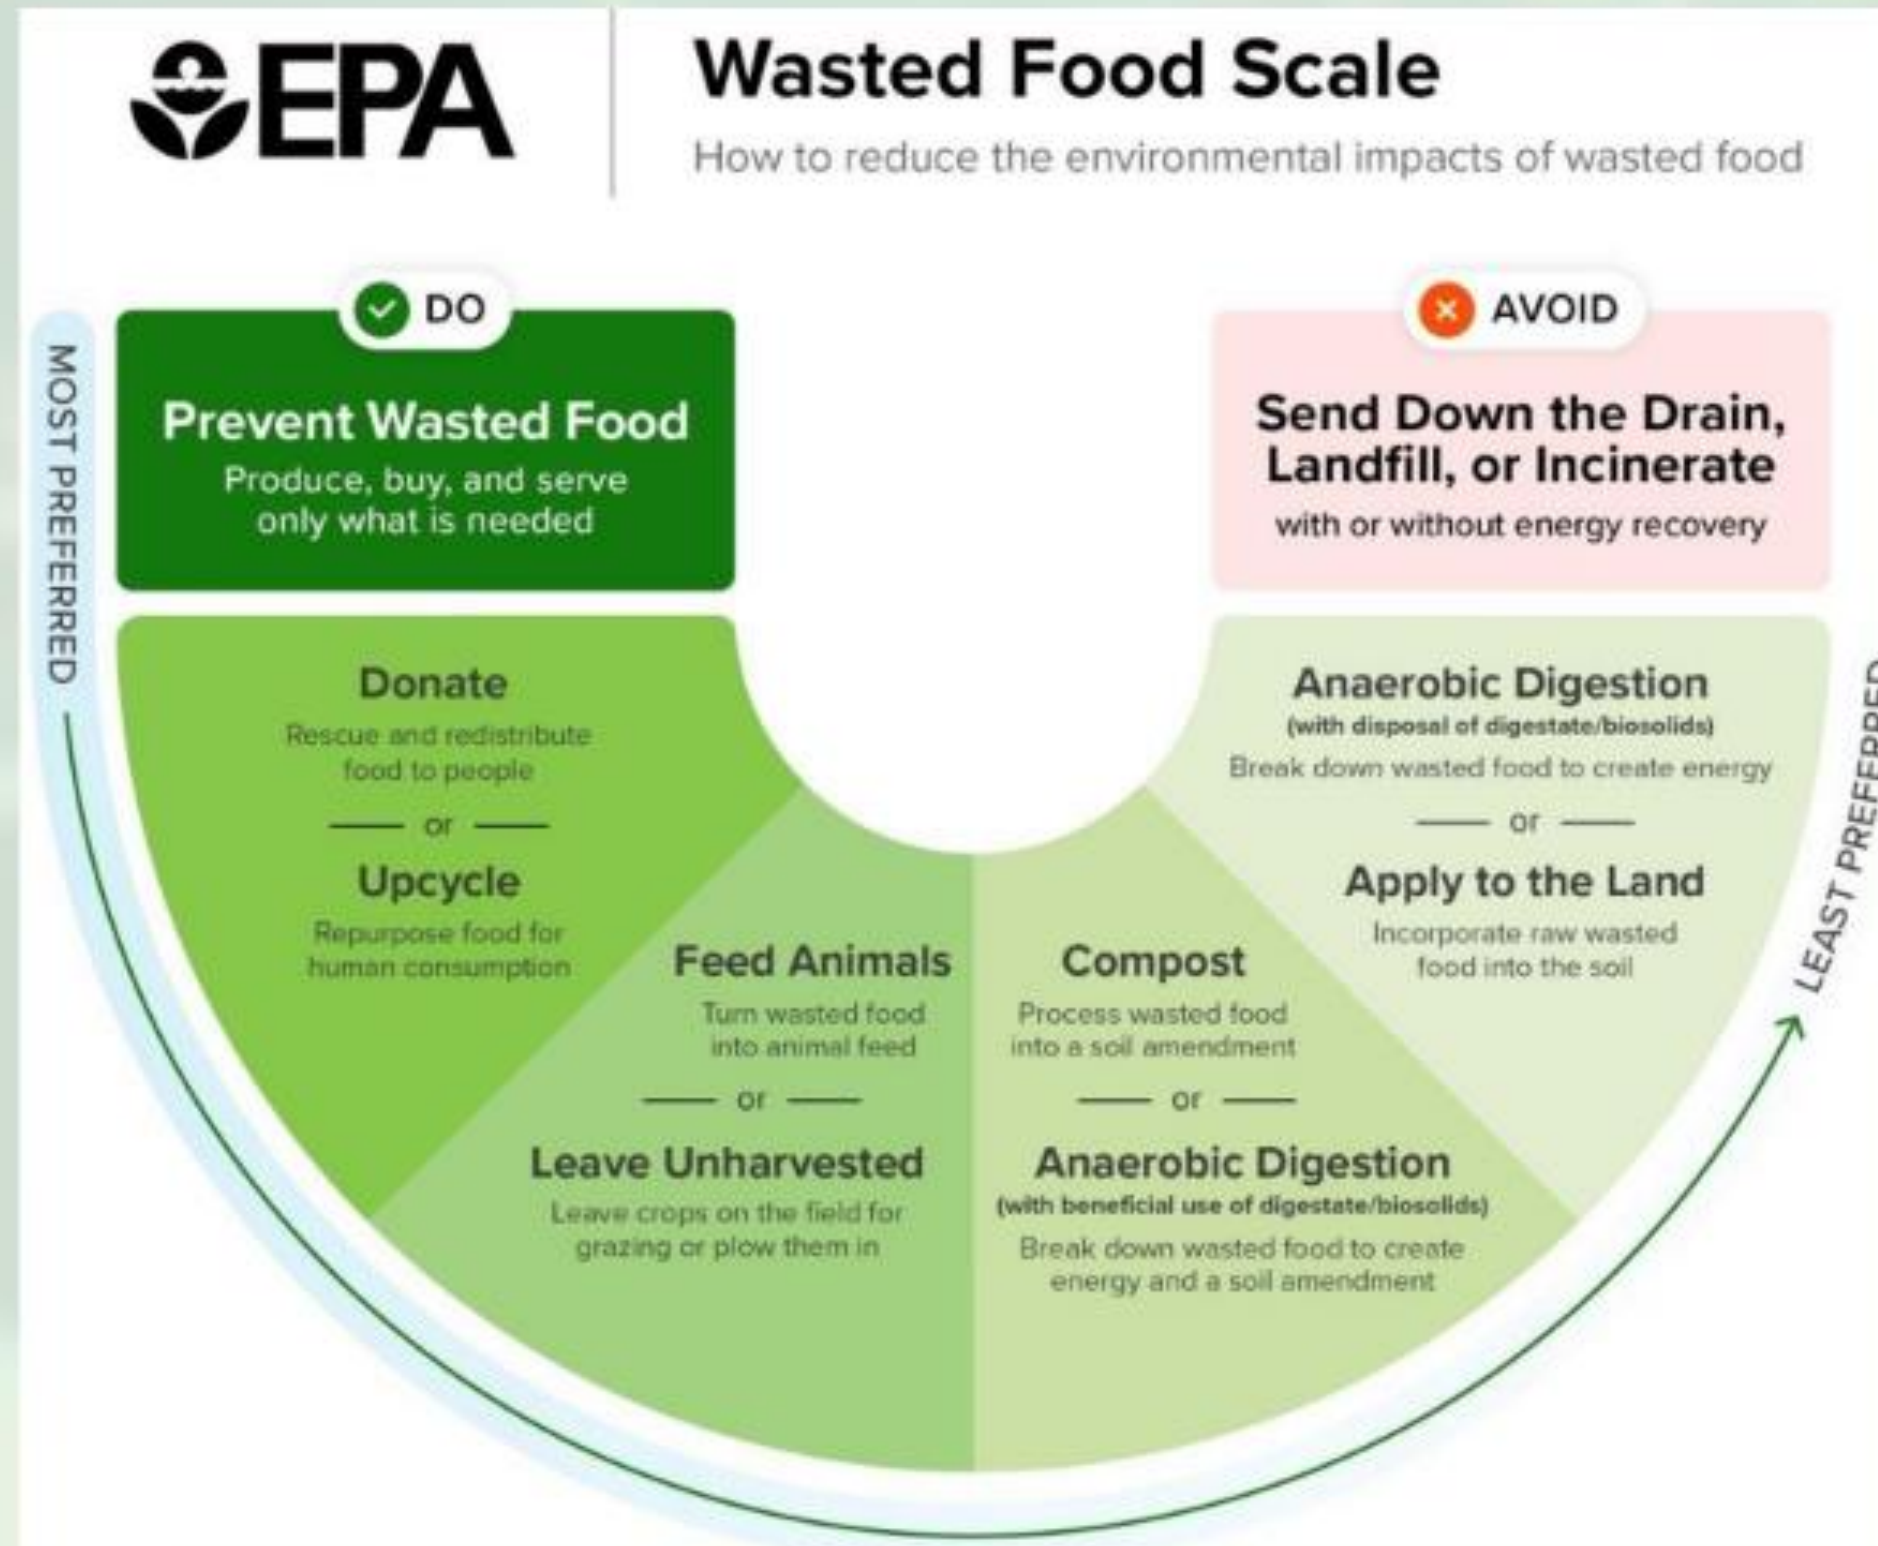 EPA
Wasted Food Scale
How to reduce the environmental impacts of wasted food
MOST PREFERRED
DO
Prevent Wasted Food
Produce, buy, and serve
only what is needed
Donate
Rescue and redistribute
food to people
or
Upcycle
Repurpose food for
human consumption
Feed Animals
Turn wasted food
into animal feed
or
Leave Unharvested
Leave crops on the field for
grazing or plow them in
Compost
Process wasted food
into a soil amendment
or
Anaerobic Digestion
(with beneficial use of digestate/biosolids)
Break down wasted food to create
energy and a soil amendment
Anaerobic Digestion
(with disposal of digestate/biosolids)
Break down wasted food to create energy
or
Apply to the Land
Incorporate raw wasted
food into the soil
AVOID
Send Down the Drain,
Landfill, or Incinerate
with or without energy recovery
LEAST PREFERRED